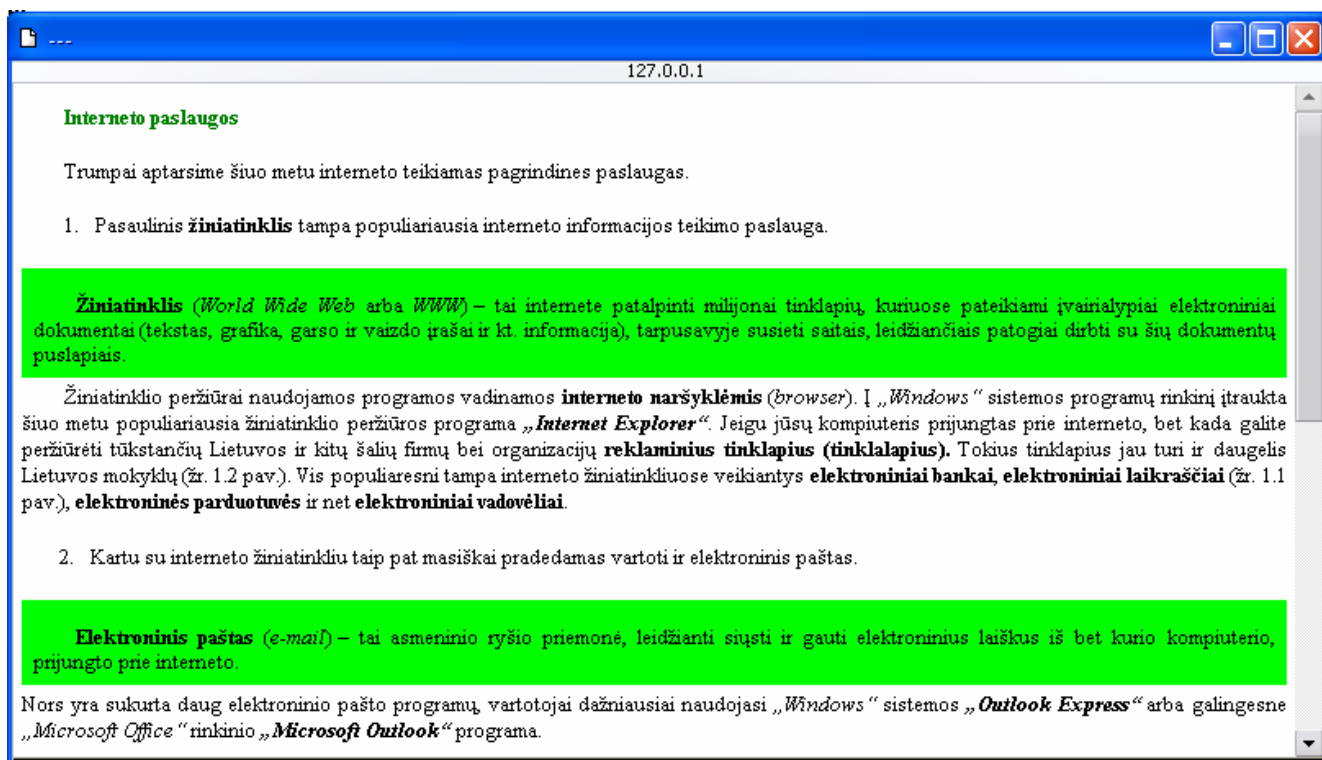 ---
127.0.0.1
Interneto paslaugos
Trumpai aptarsime šiuo metu interneto teikiamas pagrindines paslaugas.
1. Pasaulinis žiniatinklis tampa populiariausia interneto informacijos teikimo paslauga.
Žiniatinklis (World Wide Web arba WWW) – tai internete patalpinti milijonai tinklapių, kuriuose pateikiami įvairialypiai elektroniniai
dokumentai (tekstas, grafika, garso ir vaizdo įrašai ir kt. informacija), tarpusavyje susieti saitais, leidžiančiais patogiai dirbti su šių dokumentų
puslapiais.
Žiniatinklio peržiūrai naudojamos programos vadinamos interneto naršyklėmis (browser). Į „Windows“ sistemos programų rinkinį įtraukta
šiuo metu populiariausia žiniatinklio peržiūros programa „Internet Explorer“. Jeigu jūsų kompiuteris prijungtas prie interneto, bet kada galite
peržiūrėti tūkstančių Lietuvos ir kitų šalių firmų bei organizacijų reklaminius tinklapius (tinklalapius). Tokius tinklapius jau turi ir daugelis
Lietuvos mokyklų (žr. 1.2 pav.). Vis populiaresni tampa interneto žiniatinkliuose veikiantys elektroniniai bankai, elektroniniai laikraščiai (žr. 1.1
pav.), elektroninės parduotuvės ir net elektroniniai vadovėliai.
2. Kartu su interneto žiniatinkliu taip pat masiškai pradedamas vartoti ir elektroninis paštas.
Elektroninis paštas (e-mail) – tai asmeninio ryšio priemonė, leidžianti siųsti ir gauti elektroninius laiškus iš bet kurio kompiuterio,
prijungto prie interneto.
Nors yra sukurta daug elektroninio pašto programų, vartotojai dažniausiai naudojasi „Windows“ sistemos „Outlook Express“ arba galingesne
„Microsoft Office“ rinkinio „Microsoft Outlook“ programa.